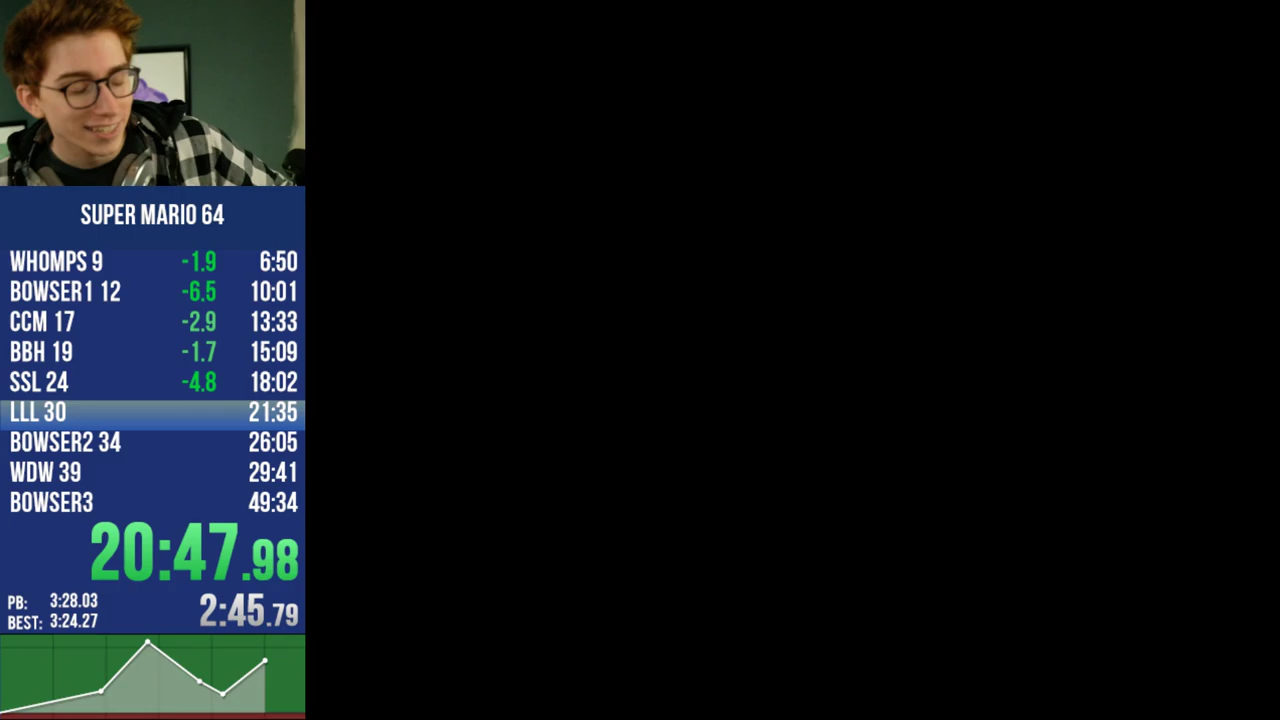 SUPER MARIO 64
WHOMPS 9 -1.9 6:50
BOWSER1 12 -6.5 10:01
CCM 17 -2.9 13:33
BBH 19 -1.7 15:09
SSL 24 -4.8 18:02
LLL 30 21:35
BOWSER2 34 26:05
WDW 39 29:41
BOWSER3 49:34
20:47.98
PB: 3:28.03 2:45.79
BEST: 3:24.27